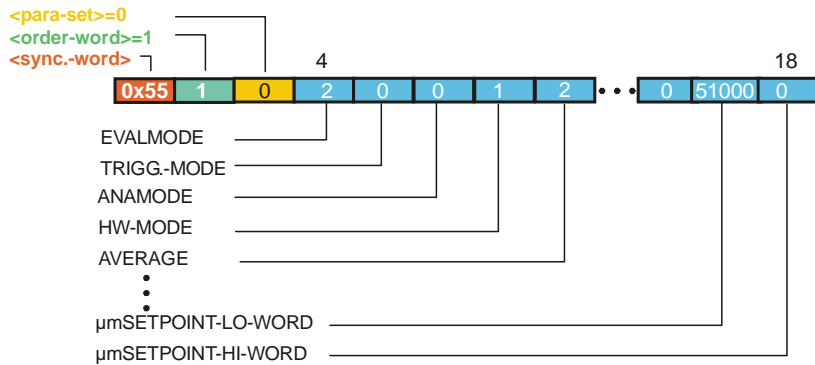 <para-set>=0
<order-word>=1
<sync.-word>
4 18
0x55 1 0 2 0 0 1 2 • • • 0 51000 0
EVALMODE
TRIGG.-MODE
ANAMODE
HW-MODE
AVERAGE
µmSETPOINT-LO-WORD
µmSETPOINT-HI-WORD